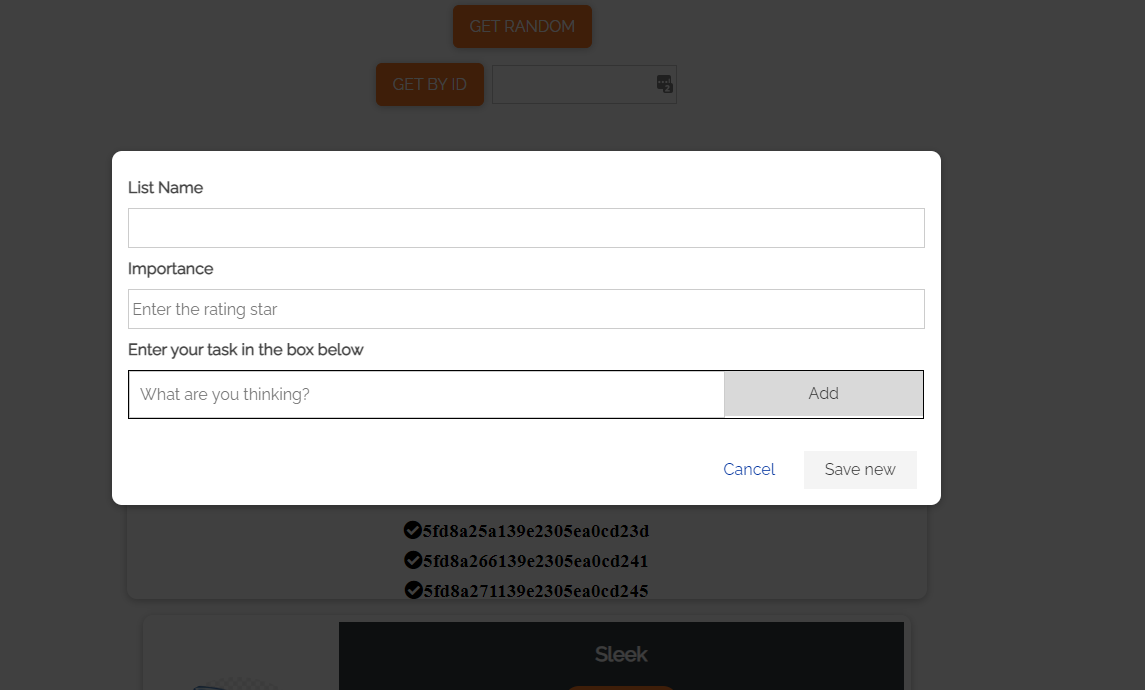 GET RANDOM
GET BY ID
2
List Name
Importance
Enter the rating star
Enter your task in the box below
What are you thinking? Add
Cancel Save new
5fd8a25a139e2305ea0cd23d
5fd8a266139e2305ea0cd241
5fd8a271139e2305ea0cd245
Sleek